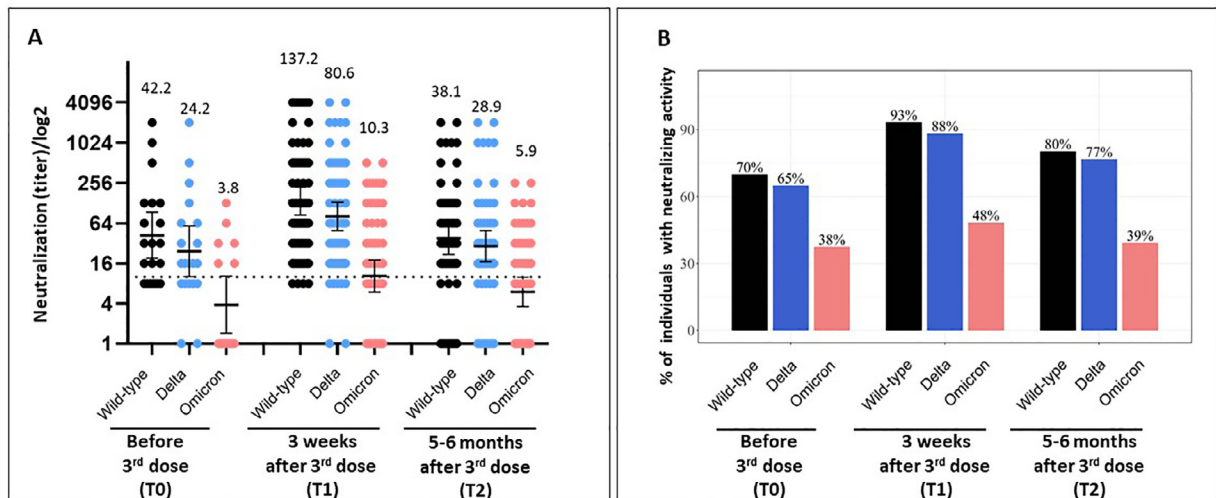 A
Neutralization (titer)/log2
4096
1024
256
64
16
4
1
42.2
24.2
3.8
137.2
80.6
10.3
38.1
28.9
5.9
Wild-type
Delta
Omicron
Wild-type
Delta
Omicron
Wild-type
Delta
Omicron
Before
3rd dose
(T0)
3 weeks
after 3rd dose
(T1)
5-6 months
after 3rd dose
(T2)
B
% of individuals with neutralizing activity
90
60
30
0
70%
65%
38%
93%
88%
48%
80%
77%
39%
Wild-type
Delta
Omicron
Wild-type
Delta
Omicron
Wild-type
Delta
Omicron
Before
3rd dose
(T0)
3 weeks
after 3rd dose
(T1)
5-6 months
after 3rd dose
(T2)